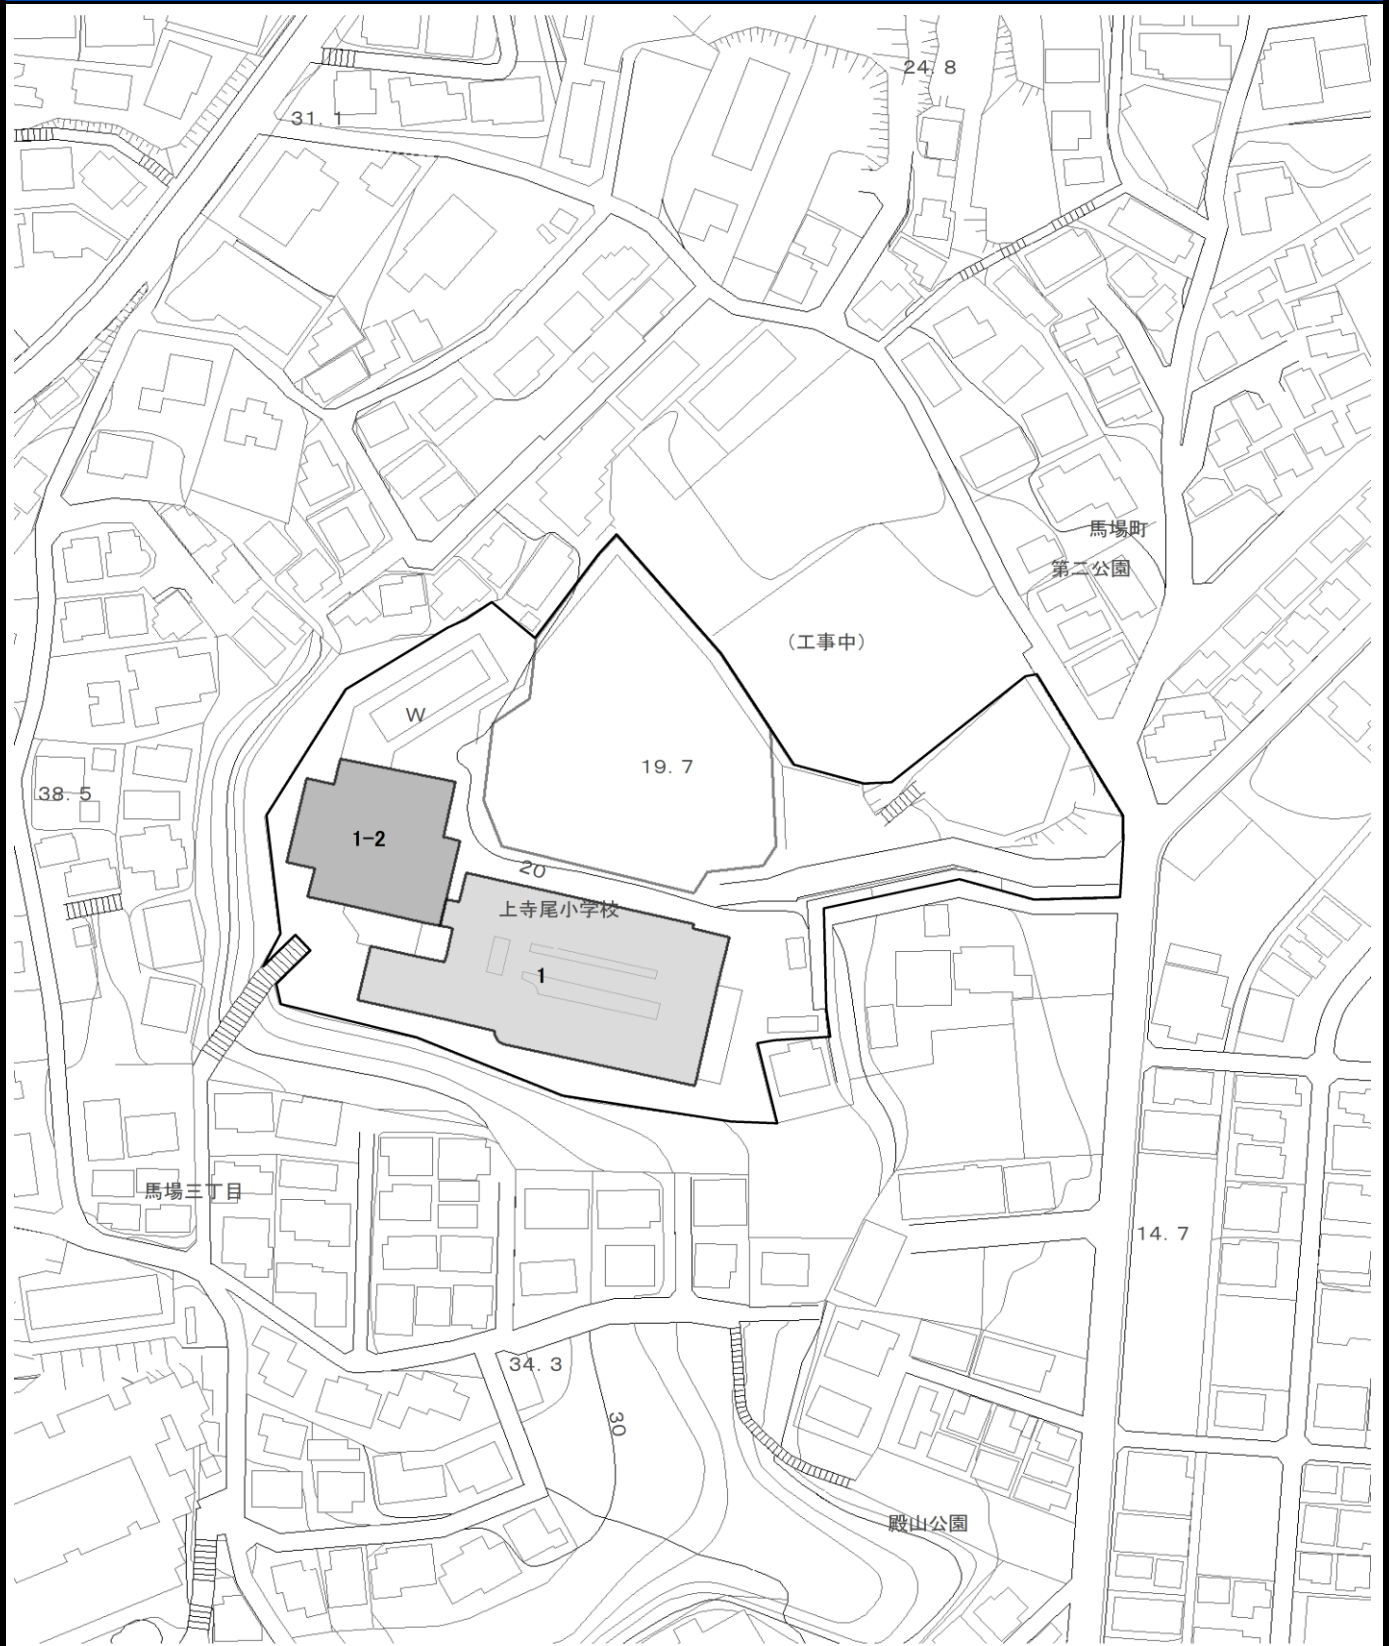 24. 8
31. 1
馬場町
第二公園
(工事中)
W
19. 7
38. 5
1-2
20
上寺尾小学校
1
馬場三丁目
14. 7
34. 3
30
殿山公園